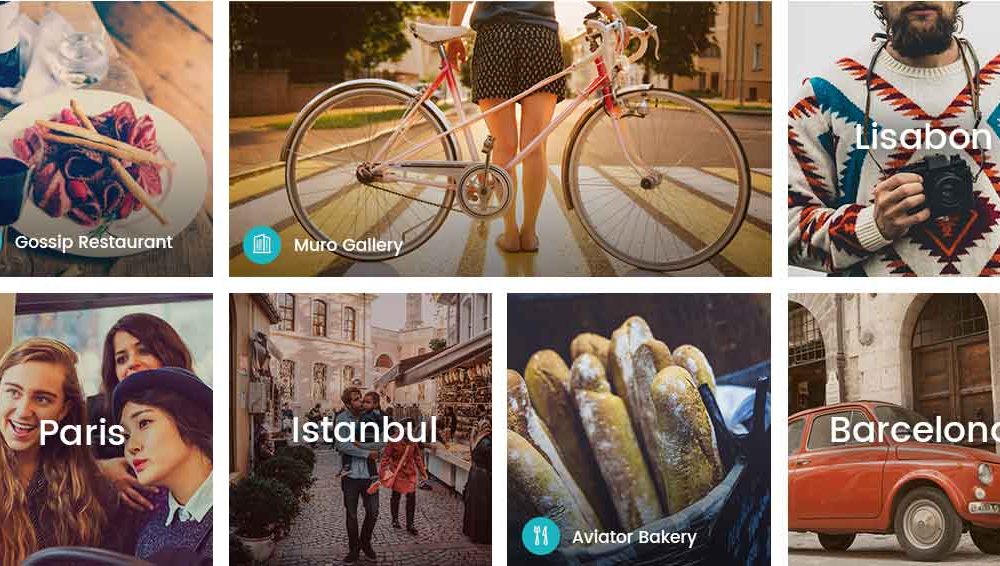 Gossip Restaurant
Muro Gallery
Lisabon
Paris
Istanbul
Aviator Bakery
Barcelon